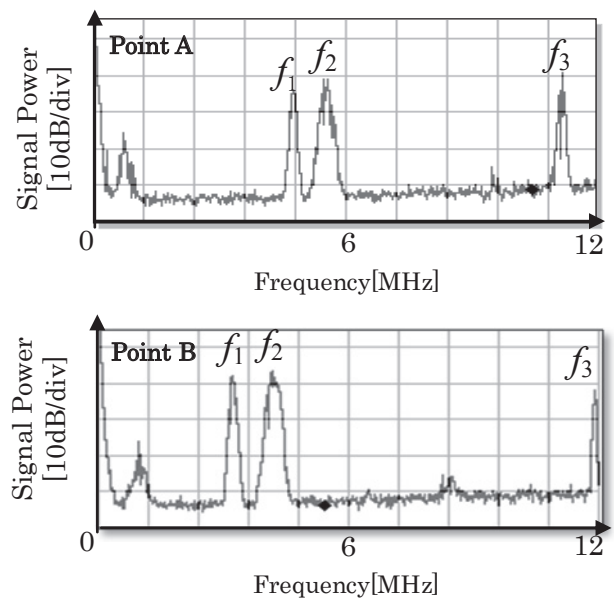 Point A
f1
f2
f3
Signal Power
[10dB/div]
0
6
12
Frequency[MHz]
Point B
f1
f2
f3
Signal Power
[10dB/div]
0
6
12
Frequency[MHz]